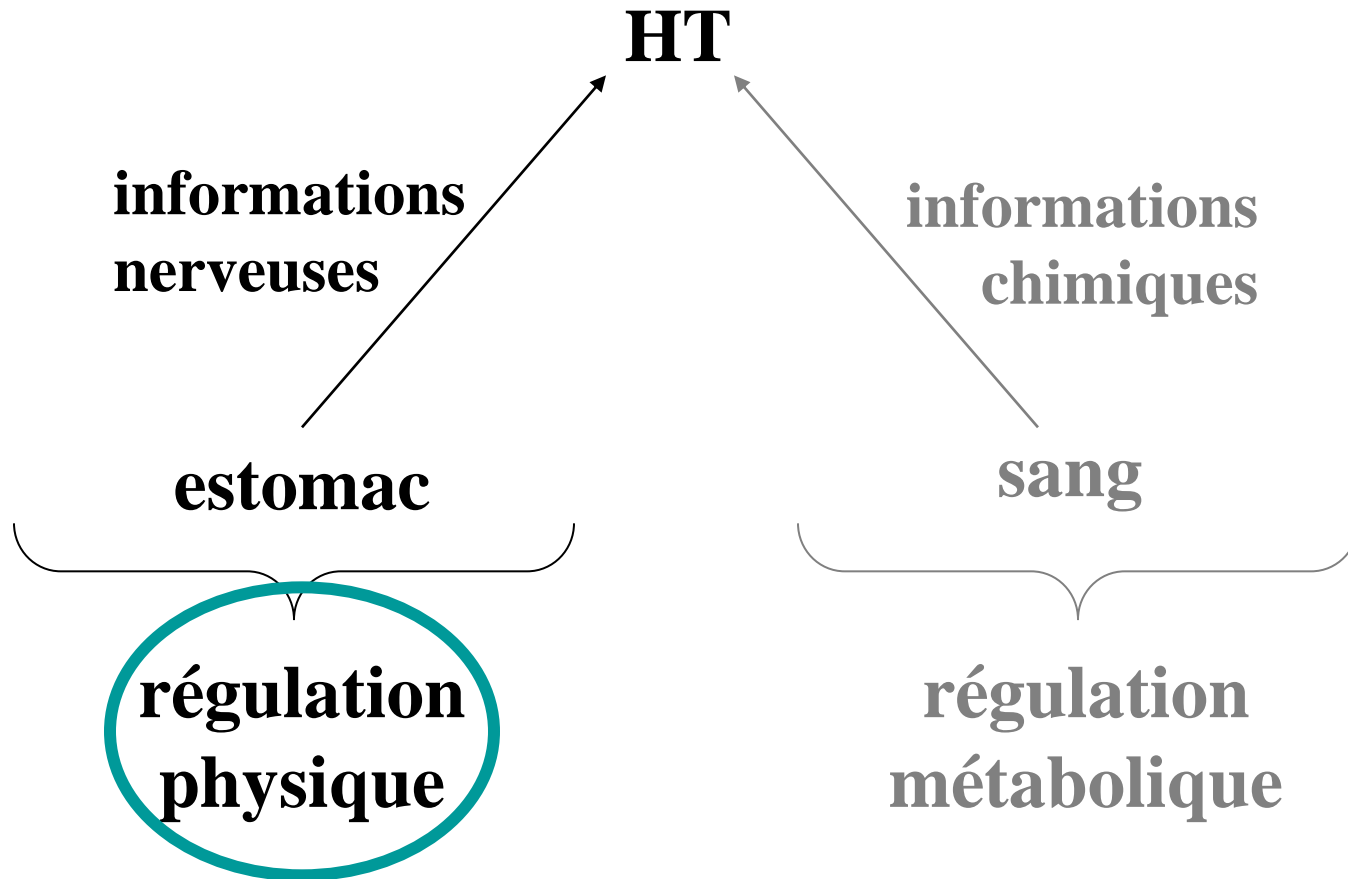 HT
informations
nerveuses
informations
chimiques
estomac
sang
régulation
physique
régulation
métabolique